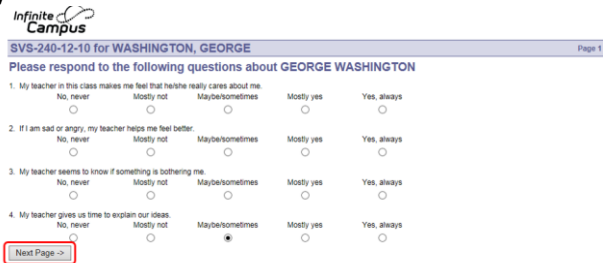 Infinite
Campus
SVS-240-12-10 for WASHINGTON, GEORGE Page 1
Please respond to the following questions about GEORGE WASHINGTON
1. My teacher in this class makes me feel that he/she really cares about me.
No, never Mostly not Maybe/sometimes Mostly yes Yes, always
2. If I am sad or angry, my teacher helps me feel better.
No, never Mostly not Maybe/sometimes Mostly yes Yes, always
3. My teacher seems to know if something is bothering me.
No, never Mostly not Maybe/sometimes Mostly yes Yes, always
4. My teacher gives us time to explain our ideas.
No, never Mostly not Maybe/sometimes Mostly yes Yes, always
Next Page ->